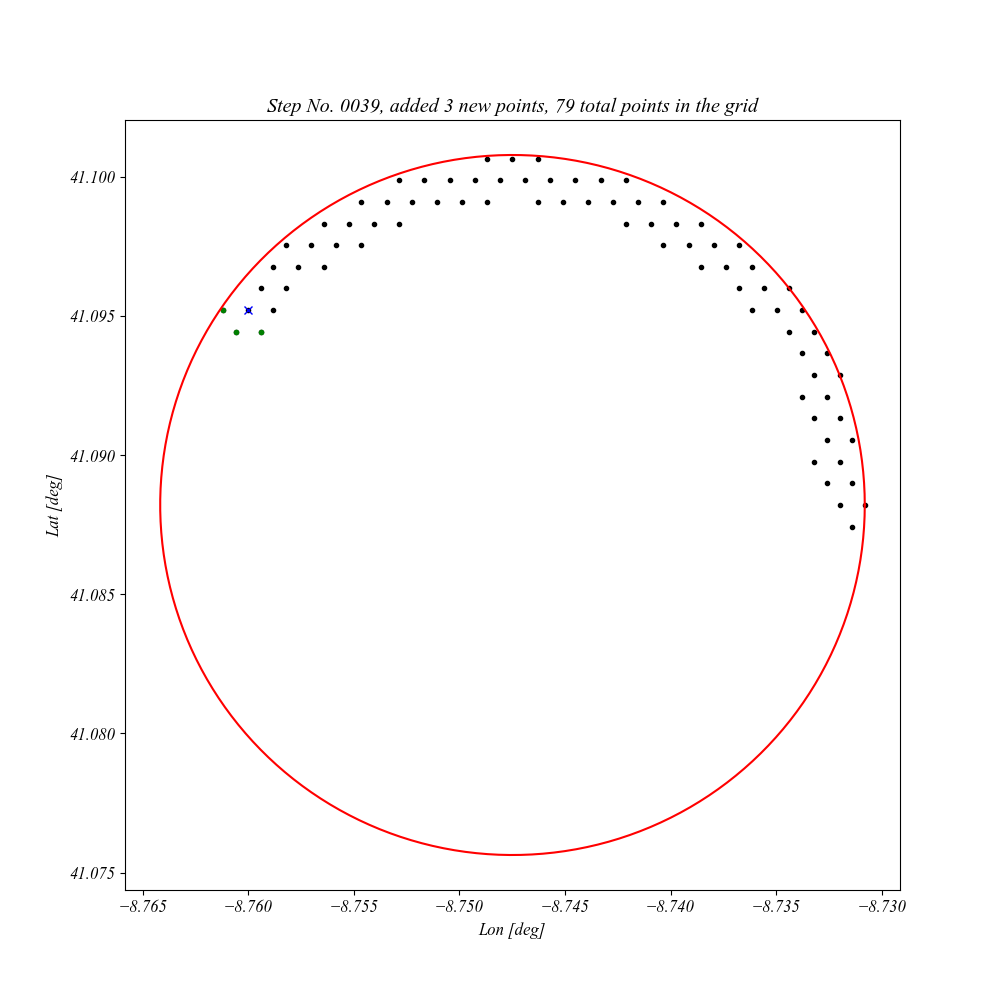 Step No. 0039, added 3 new points, 79 total points in the grid
41.100
41.095
41.090
41.085
41.080
41.075
Lat [deg]
−8.765 −8.760 −8.755 −8.750 −8.745 −8.740 −8.735 −8.730
Lon [deg]